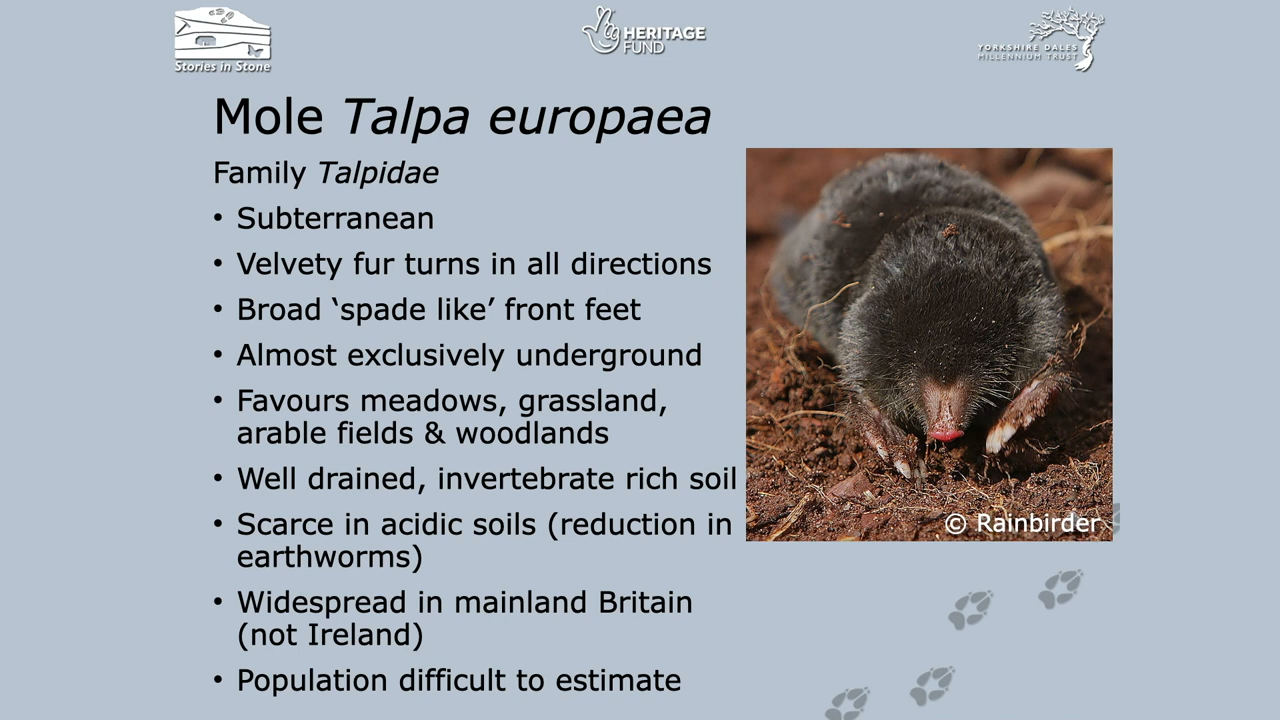 Stories in Stone
HERITAGE
FUND
YORKSHIRE DALES
MILLENNIUM TRUST
Mole Talpa europaea
Family Talpidae
• Subterranean
• Velvety fur turns in all directions
• Broad ‘spade like’ front feet
• Almost exclusively underground
• Favours meadows, grassland,
arable fields & woodlands
• Well drained, invertebrate rich soil
• Scarce in acidic soils (reduction in
earthworms)
• Widespread in mainland Britain
(not Ireland)
• Population difficult to estimate
© Rainbirder